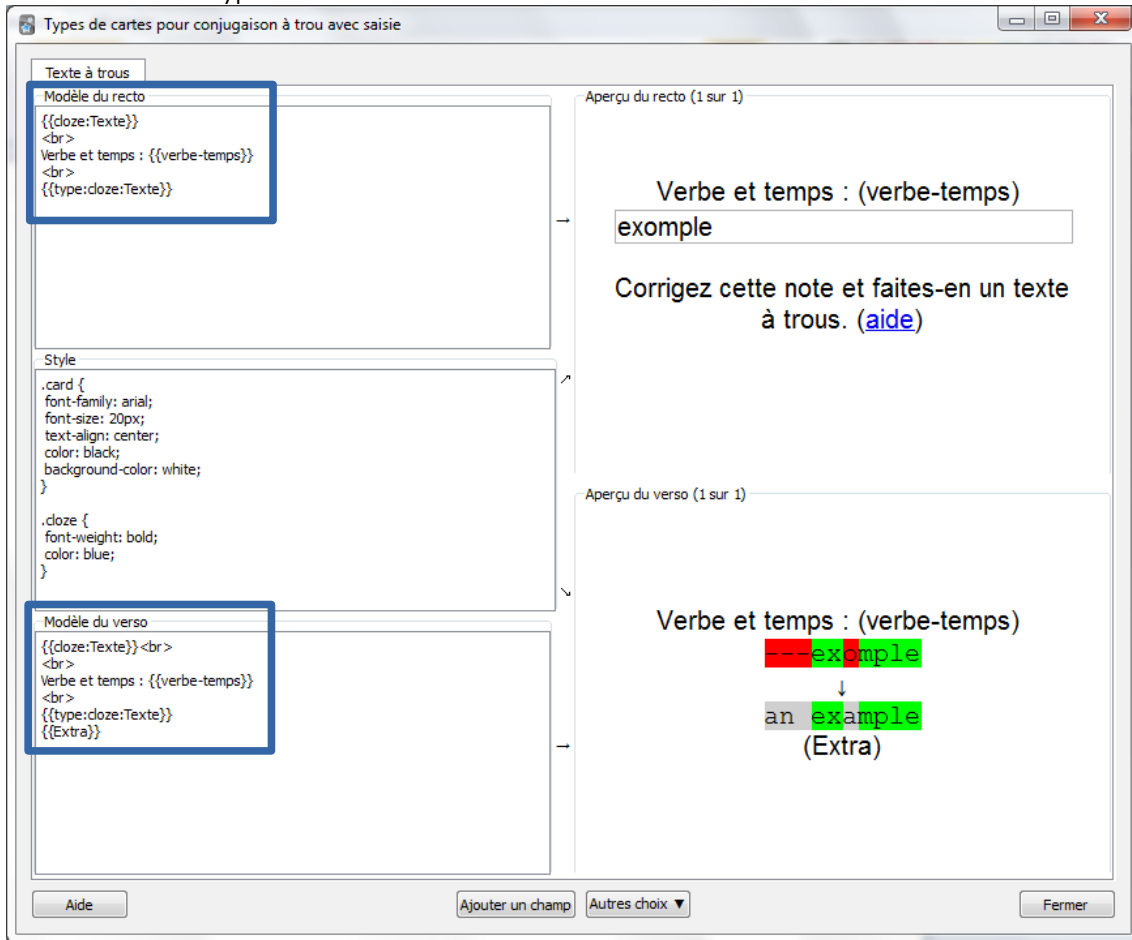 Types de cartes pour conjugaison à trou avec saisie
Texte à trous
Modèle du recto
{{cloze:Texte}}
<br>
Verbe et temps : {{verbe-temps}}
<br>
{{type:cloze:Texte}}
Aperçu du recto (1 sur 1)
Verbe et temps : (verbe-temps)
exomple
Corrigez cette note et faites-en un texte
à trous. (aide)
→
Style
.card {
font-family: arial;
font-size: 20px;
text-align: center;
color: black;
background-color: white;
}
.cloze {
font-weight: bold;
color: blue;
}
↗
↘
Modèle du verso
{{cloze:Texte}}<br>
<br>
Verbe et temps : {{verbe-temps}}
<br>
{{type:cloze:Texte}}
{{Extra}}
→
Aperçu du verso (1 sur 1)
Verbe et temps : (verbe-temps)
---exomple
↓
an example
(Extra)
Aide
Ajouter un champ
Autres choix ▼
Fermer